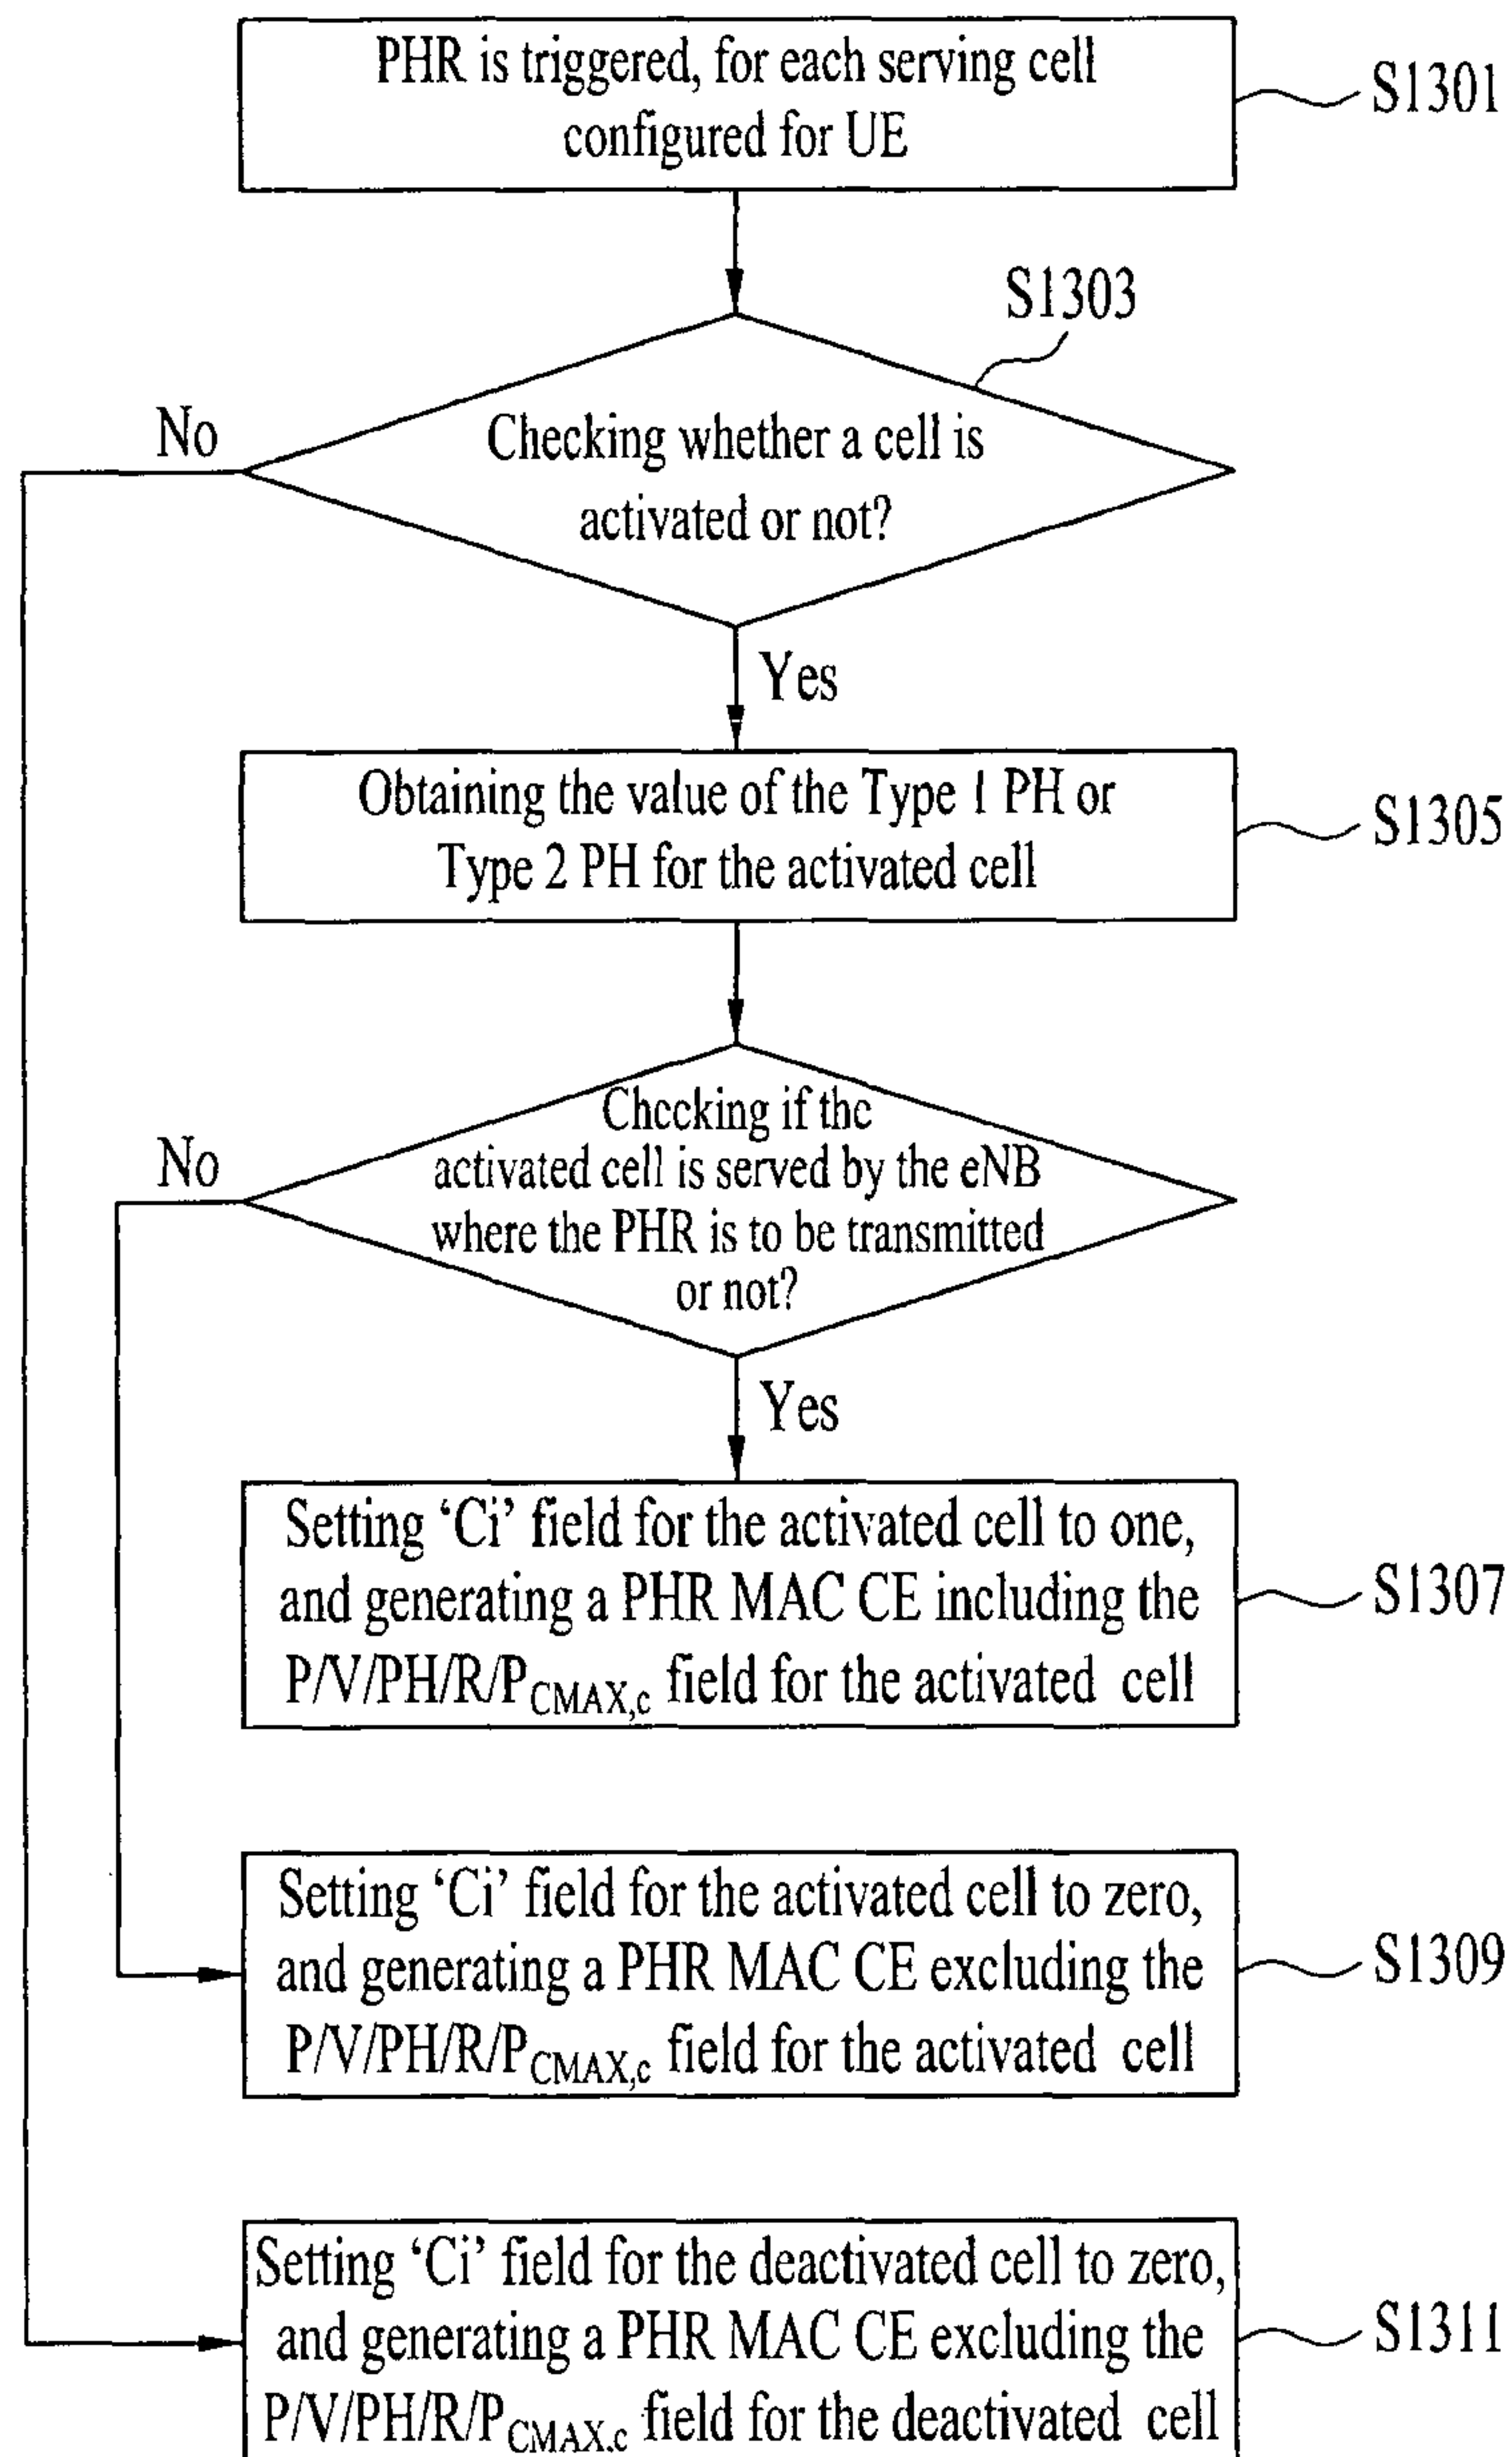 PHR is triggered, for each serving cell
configured for UE
S1301
S1303
No
Checking whether a cell is
activated or not?
Yes
Obtaining the value of the Type 1 PH or
Type 2 PH for the activated cell
S1305
Checking if the
activated cell is served by the eNB
where the PHR is to be transmitted
or not?
No
Yes
Setting ‘Ci’ field for the activated cell to one,
and generating a PHR MAC CE including the
P/V/PH/R/PCMAX,c field for the activated cell
S1307
Setting ‘Ci’ field for the activated cell to zero,
and generating a PHR MAC CE excluding the
P/V/PH/R/PCMAX,c field for the activated cell
S1309
Setting ‘Ci’ field for the deactivated cell to zero,
and generating a PHR MAC CE excluding the
P/V/PH/R/PCMAX,c field for the deactivated cell
S1311